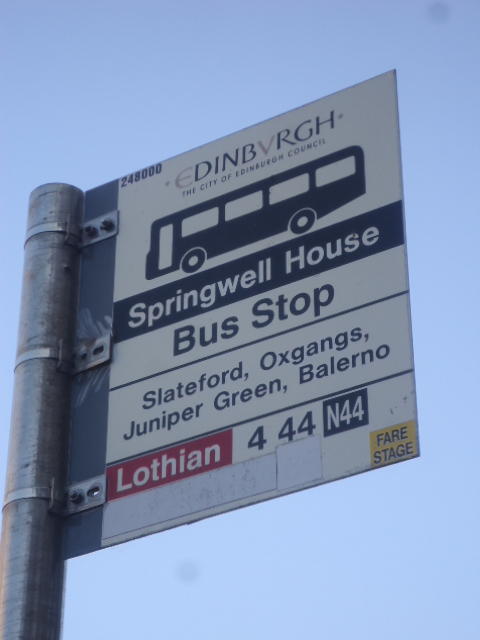 248000
EDINBVRGH
THE CITY OF EDINBURGH COUNCIL
Springwell House
Bus Stop
Slateford, Oxgangs,
Juniper Green, Balerno
Lothian 4 44 N44
FARE
STAGE